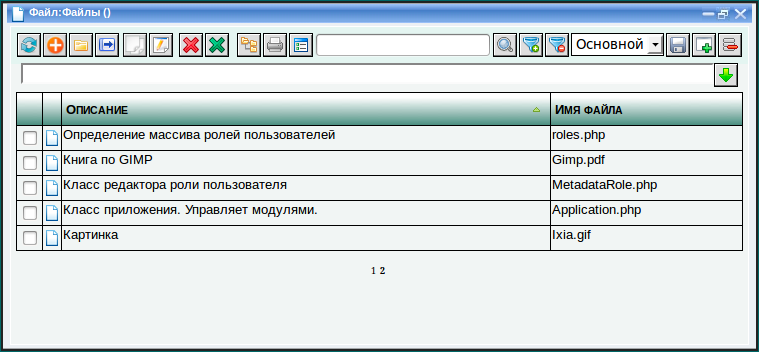 Файл:Файлы ()
Основной
Описание Имя файла
Определение массива ролей пользователей roles.php
Книга по GIMP Gimp.pdf
Класс редактора роли пользователя MetadataRole.php
Класс приложения. Управляет модулями. Application.php
Картинка Ixia.gif
1 2